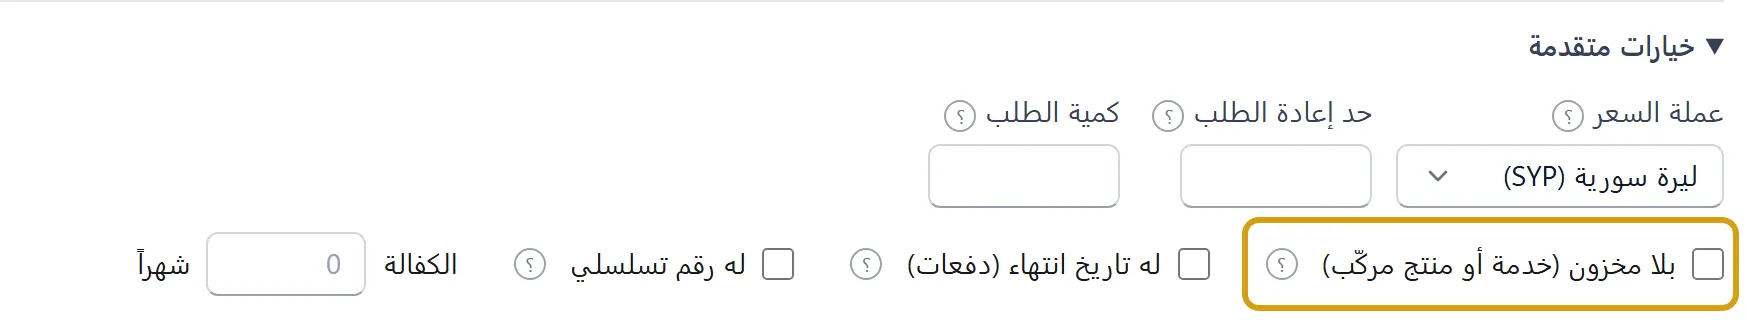 ▼ خيارات متقدمة
عملة السعر ؟ حد إعادة الطلب ؟ كمية الطلب ؟
ليرة سورية (SYP)
بلا مخزون (خدمة أو منتج مركّب) ؟ له تاريخ انتهاء (دفعات) ؟ له رقم تسلسلي ؟ الكفالة 0 شهراً